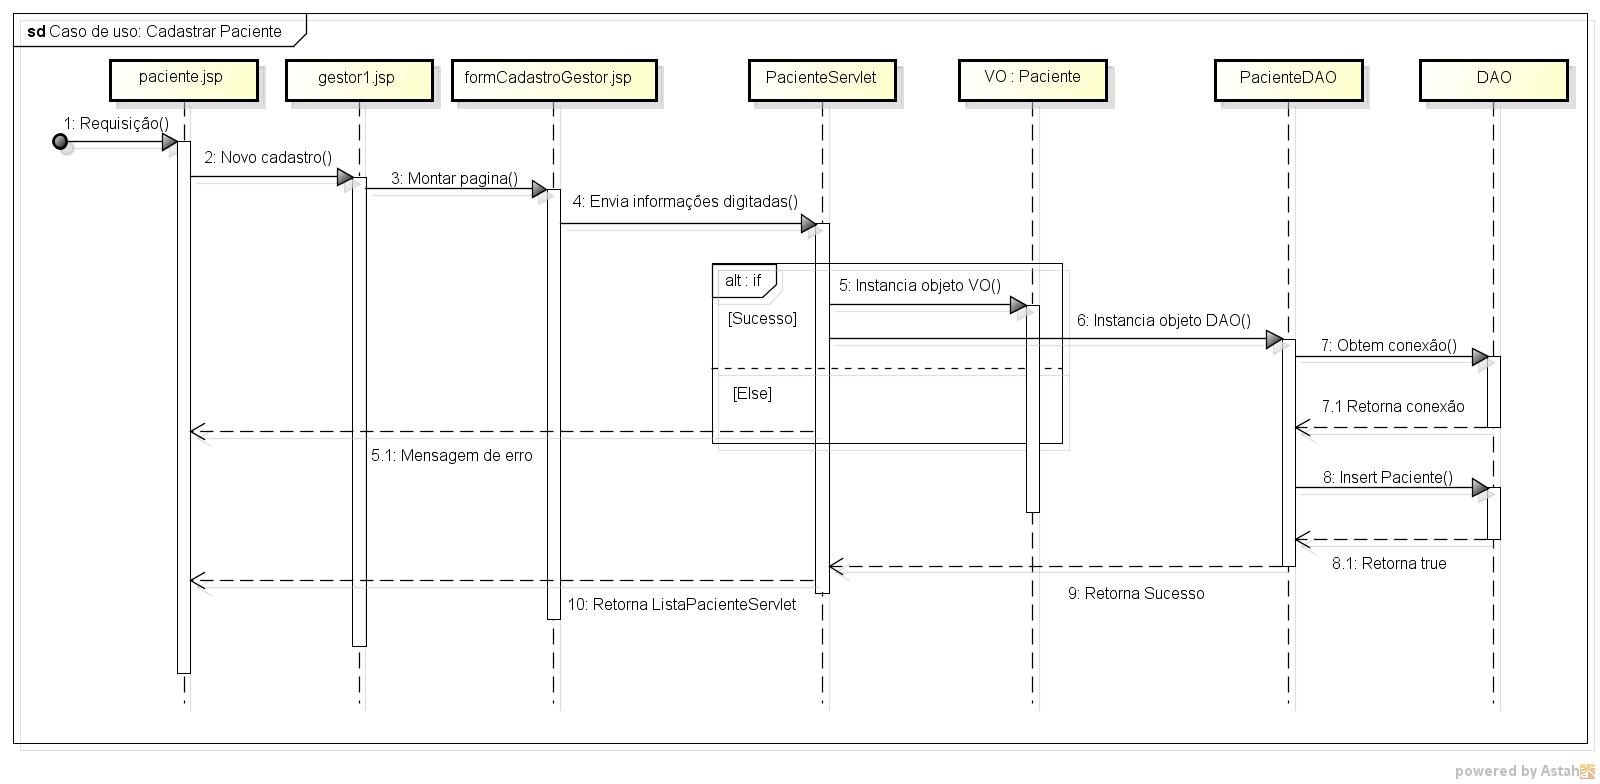 sd Caso de uso: Cadastrar Paciente
paciente.jsp
gestor1.jsp
formCadastroGestor.jsp
PacienteServlet
VO : Paciente
PacienteDAO
DAO
1: Requisição()
2: Novo cadastro()
3: Montar pagina()
4: Envia informações digitadas()
alt : if
5: Instancia objeto VO()
[Sucesso]
6: Instancia objeto DAO()
7: Obtem conexão()
[Else]
7.1 Retorna conexão
5.1: Mensagem de erro
8: Insert Paciente()
8.1: Retorna true
9: Retorna Sucesso
10: Retorna ListaPacienteServlet
powered by Astah